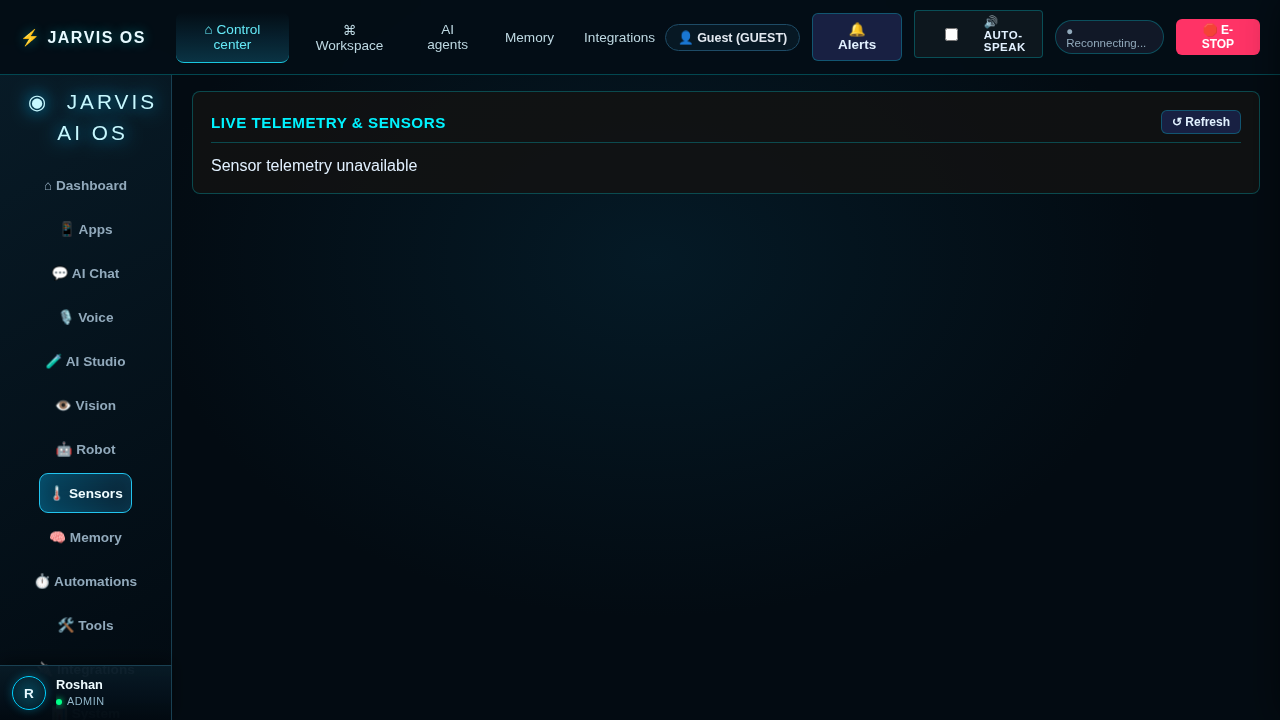 ⚡ JARVIS OS
⌂ Control
center
⌘
Workspace
AI
agents
Memory
Integrations
👤 Guest (GUEST)
🔔
Alerts
🔊
AUTO-
SPEAK
●
Reconnecting...
🛑 E-
STOP
◉ JARVIS
AI OS
⌂ Dashboard
📱 Apps
💬 AI Chat
🎙️ Voice
🧪 AI Studio
👁️ Vision
🤖 Robot
🌡️ Sensors
🧠 Memory
⏱️ Automations
🛠️ Tools
Integrations
R
Roshan
ADMIN
LIVE TELEMETRY & SENSORS
↺ Refresh
Sensor telemetry unavailable